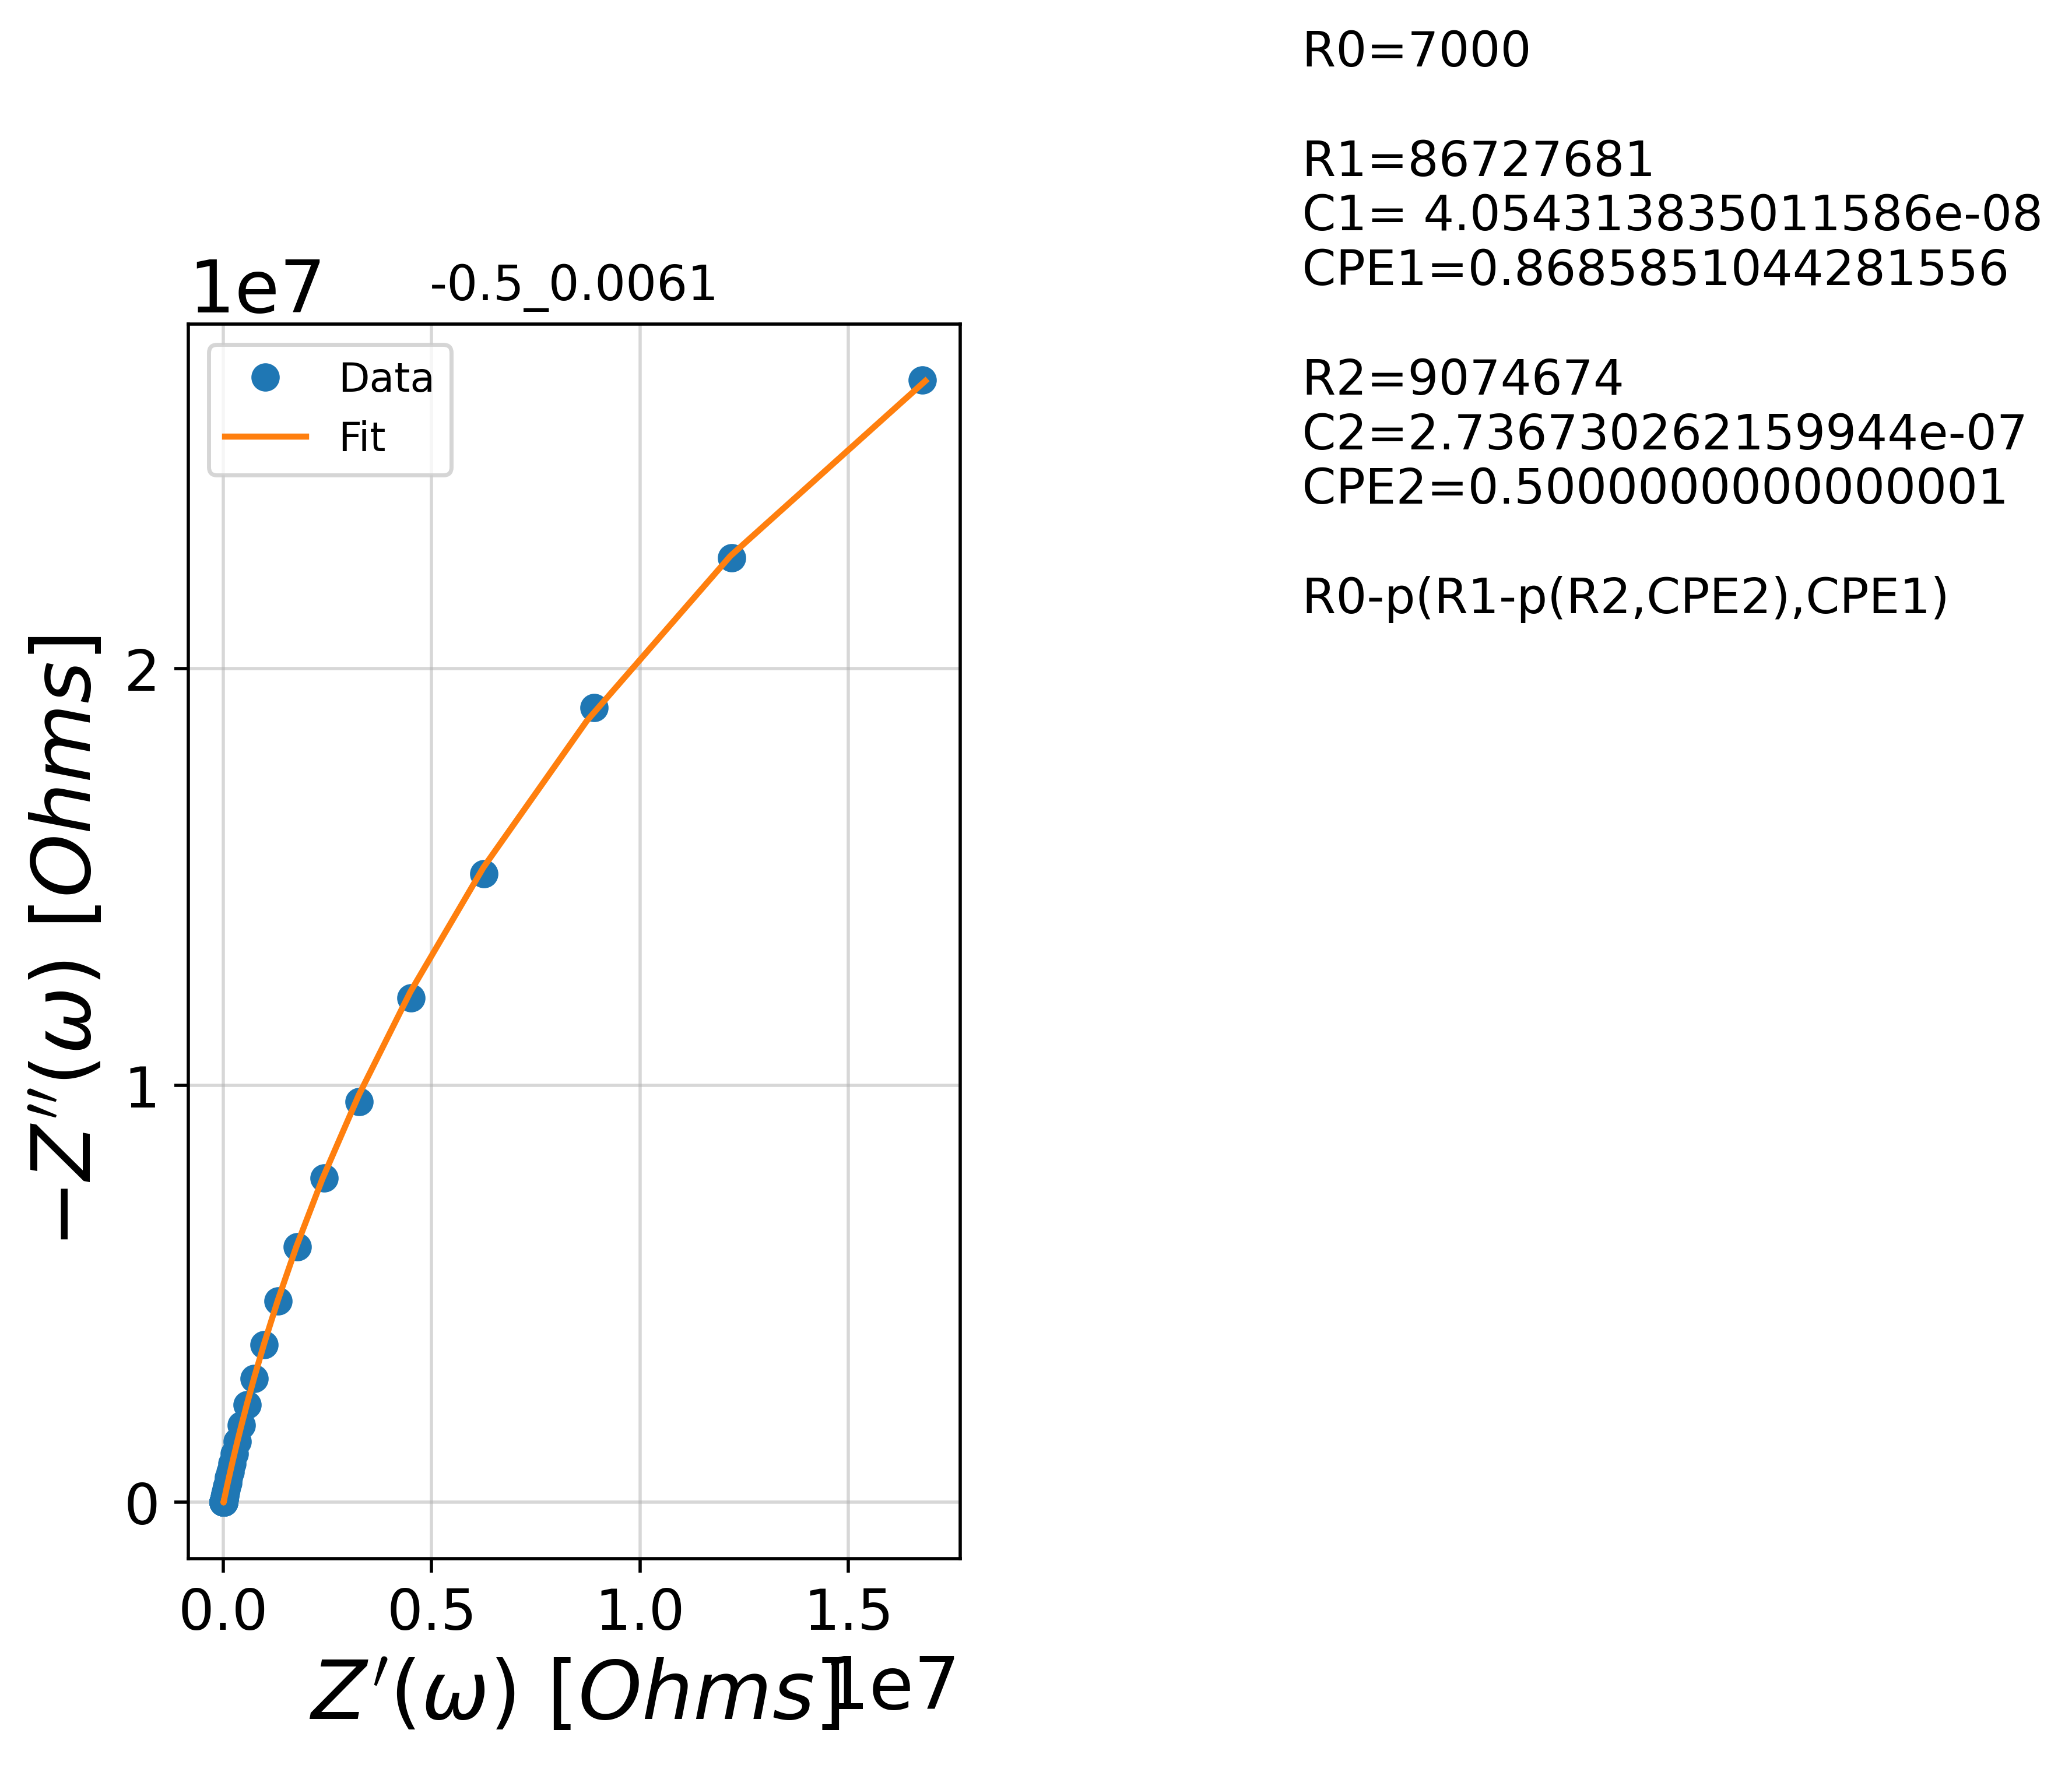 R0=7000
R1=86727681
C1= 4.054313835011586e-08
CPE1=0.8685851044281556
R2=9074674
C2=2.736730262159944e-07
CPE2=0.5000000000000001
R0-p(R1-p(R2,CPE2),CPE1)
1e7
-0.5_0.0061
Data
Fit
2
1
0
−Z′′(ω) [Ohms]
0.0 0.5 1.0 1.5
Z′(ω) [Ohms]
1e7